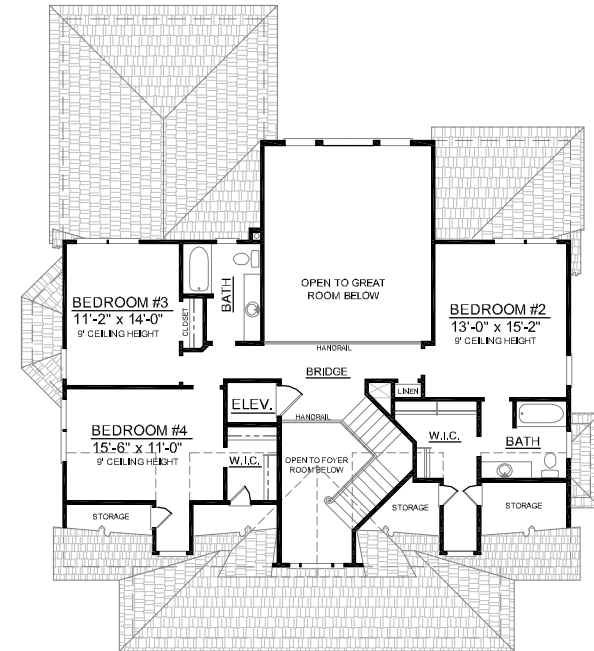 OPEN TO GREAT
ROOM BELOW
BEDROOM #3
11'-2" x 14'-0"
9' CEILING HEIGHT
CLOSET
BATH
BEDROOM #2
13'-0" x 15'-2"
9' CEILING HEIGHT
HANDRAIL
BRIDGE
LINEN
ELEV.
HANDRAIL
BEDROOM #4
15'-6" x 11'-0"
9' CEILING HEIGHT
W.I.C.
OPEN TO FOYER
ROOM BELOW
W.I.C.
BATH
STORAGE
STORAGE
STORAGE